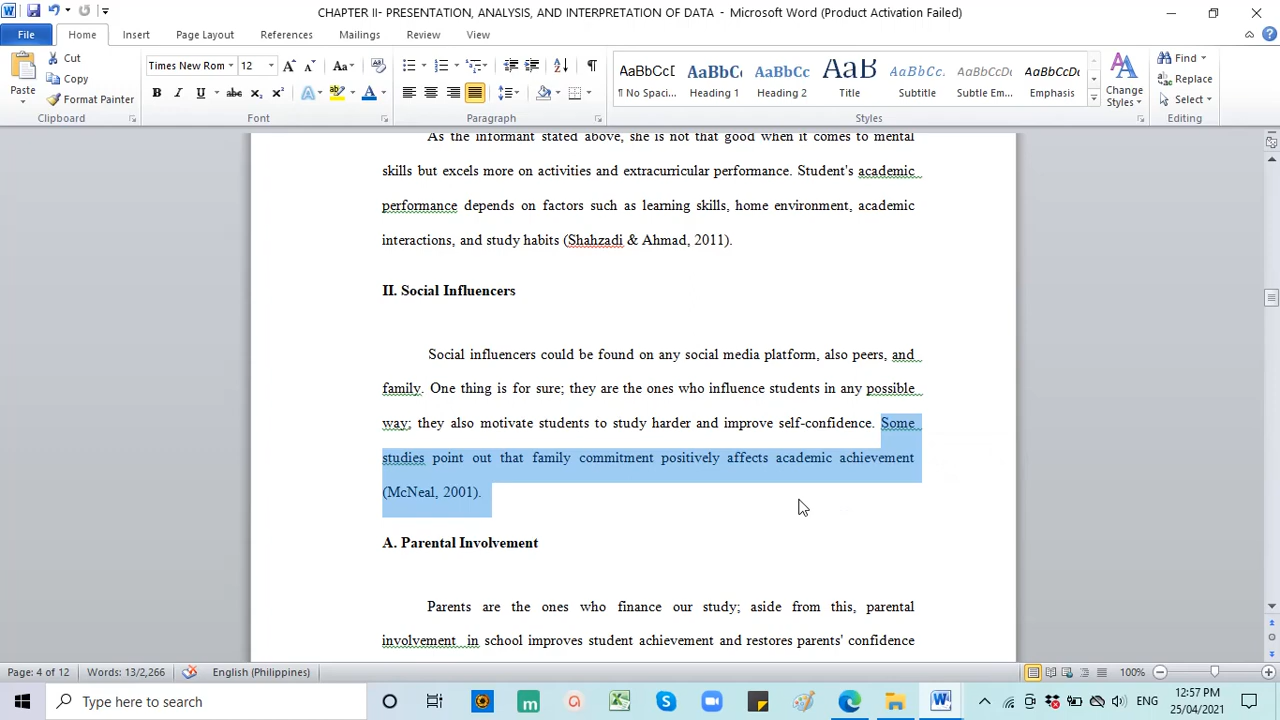 CHAPTER II- PRESENTATION, ANALYSIS, AND INTERPRETATION OF DATA - Microsoft Word (Product Activation Failed)
File Home Insert Page Layout References Mailings Review View
Paste
Cut
Copy
Format Painter
Clipboard
Times New Rom 12
Font
Paragraph
AaBbCcD AaBbCc AaBbCc AaB AaBbCc. AaBbCcDc AaBbCcDc
¶ No Spaci... Heading 1 Heading 2 Title Subtitle Subtle Em... Emphasis
Styles
Change Styles
Find
Replace
Select
Editing
As the informant stated above, she is not that good when it comes to mental
skills but excels more on activities and extracurricular performance. Student's academic
performance depends on factors such as learning skills, home environment, academic
interactions, and study habits (Shahzadi & Ahmad, 2011).
II. Social Influencers
Social influencers could be found on any social media platform, also peers, and
family. One thing is for sure; they are the ones who influence students in any possible
way; they also motivate students to study harder and improve self-confidence. Some
studies point out that family commitment positively affects academic achievement
(McNeal, 2001).
A. Parental Involvement
Parents are the ones who finance our study; aside from this, parental
involvement in school improves student achievement and restores parents' confidence
Page: 4 of 12 Words: 13/2,266 English (Philippines) 100%
Type here to search
ENG
12:57 PM
25/04/2021